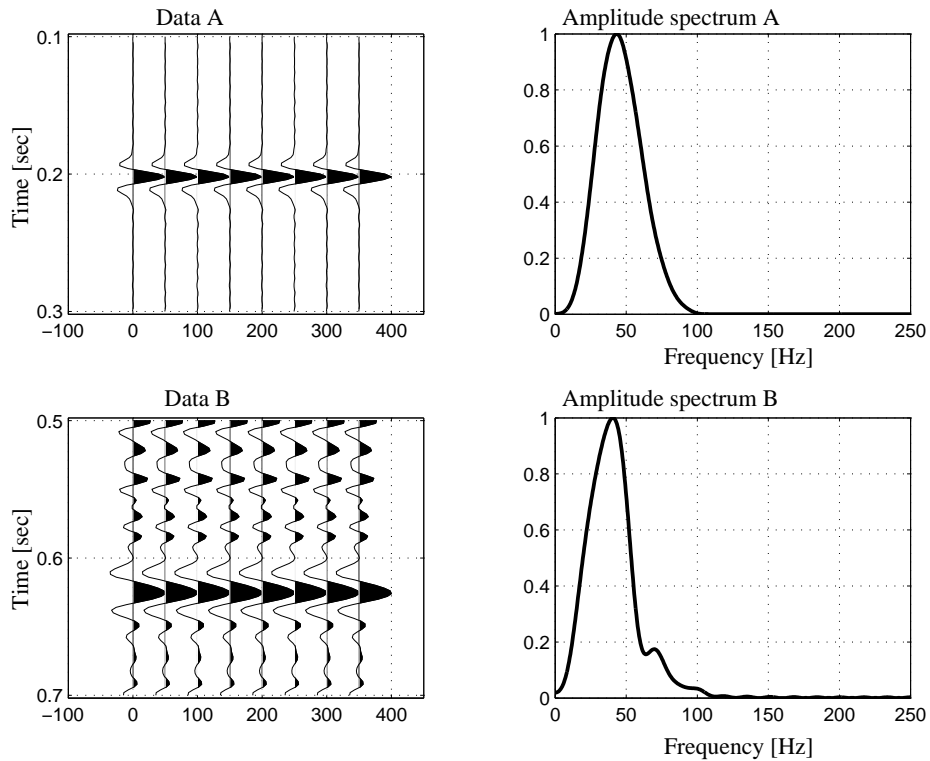 Data A
Time [sec]
0.1
0.2
0.3
−100 0 100 200 300 400
Amplitude spectrum A
1
0.8
0.6
0.4
0.2
0
0 50 100 150 200 250
Frequency [Hz]
Data B
Time [sec]
0.5
0.6
0.7
−100 0 100 200 300 400
Amplitude spectrum B
1
0.8
0.6
0.4
0.2
0
0 50 100 150 200 250
Frequency [Hz]